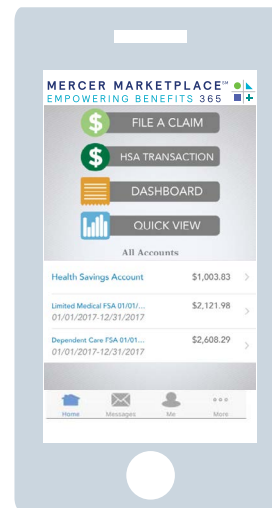 MERCER MARKETPLACE℠
EMPOWERING BENEFITS 365
$ FILE A CLAIM
$ HSA TRANSACTION
DASHBOARD
QUICK VIEW
All Accounts
Health Savings Account $1,003.83
Limited Medical FSA 01/01/... $2,121.98
01/01/2017-12/31/2017
Dependent Care FSA 01/01... $2,608.29
01/01/2017-12/31/2017
Home Messages Me More